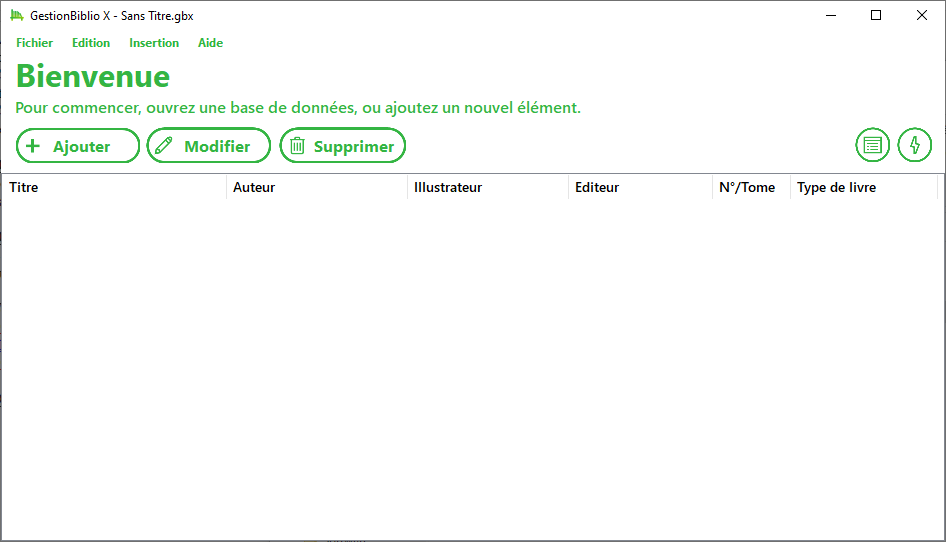 GestionBiblio X - Sans Titre.gbx
Fichier Edition Insertion Aide
Bienvenue
Pour commencer, ouvrez une base de données, ou ajoutez un nouvel élément.
Ajouter Modifier Supprimer
Titre Auteur Illustrateur Editeur N°/Tome Type de livre